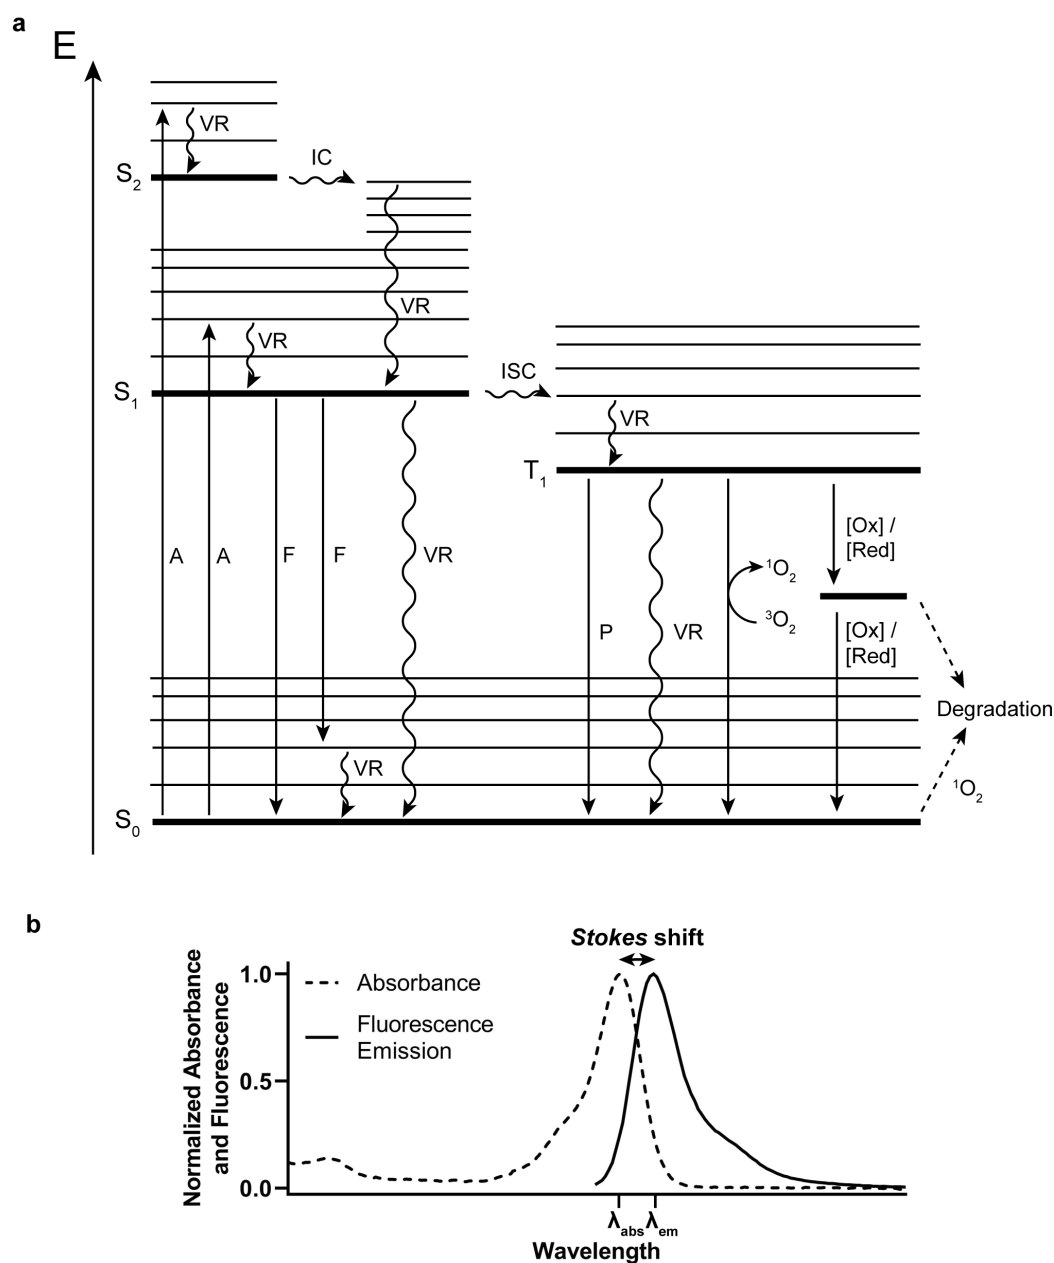 a
E
VR
S2
IC
VR
VR
S1
ISC
VR
T1
A
A
F
F
VR
P
VR
1O2
3O2
[Ox] /
[Red]
[Ox] /
[Red]
Degradation
VR
1O2
S0
b
Stokes shift
Normalized Absorbance
and Fluorescence
1.0
0.5
0.0
Absorbance
Fluorescence
Emission
λabs
λem
Wavelength